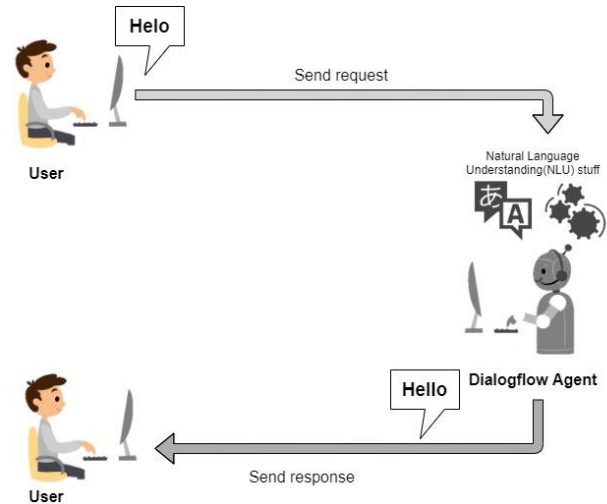 Helo
Send request
User
Natural Language
Understanding(NLU) stuff
あ
A
Dialogflow Agent
Hello
Send response
User